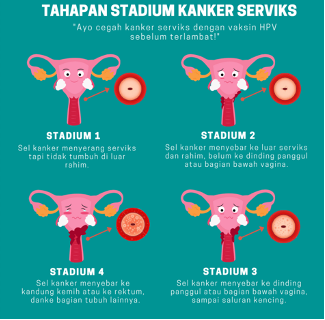 TAHAPAN STADIUM KANKER SERVIKS
"Ayo cegah kanker serviks dengan vaksin HPV
sebelum terlambat!"
STADIUM 1
Sel kanker menyerang serviks
tapi tidak tumbuh di luar
rahim.
STADIUM 2
Sel kanker menyebar ke luar serviks
dan rahim, belum ke dinding panggul
atau bagian bawah vagina.
STADIUM 4
Sel kanker menyebar ke
kandung kemih atau ke rektum,
danke bagian tubuh lainnya.
STADIUM 3
Sel kanker menyebar ke dinding
panggul atau bagian bawah vagina,
sampai saluran kencing.